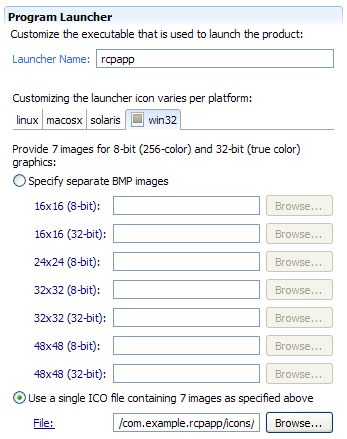 Program Launcher
Customize the executable that is used to launch the product:
Launcher Name: rcpapp
Customizing the launcher icon varies per platform:
linux macosx solaris win32
Provide 7 images for 8-bit (256-color) and 32-bit (true color)
graphics:
Specify separate BMP images
16x16 (8-bit): Browse...
16x16 (32-bit): Browse...
24x24 (8-bit): Browse...
32x32 (8-bit): Browse...
32x32 (32-bit): Browse...
48x48 (8-bit): Browse...
48x48 (32-bit): Browse...
Use a single ICO file containing 7 images as specified above
File: /com.example.rcpapp/icons/ Browse...